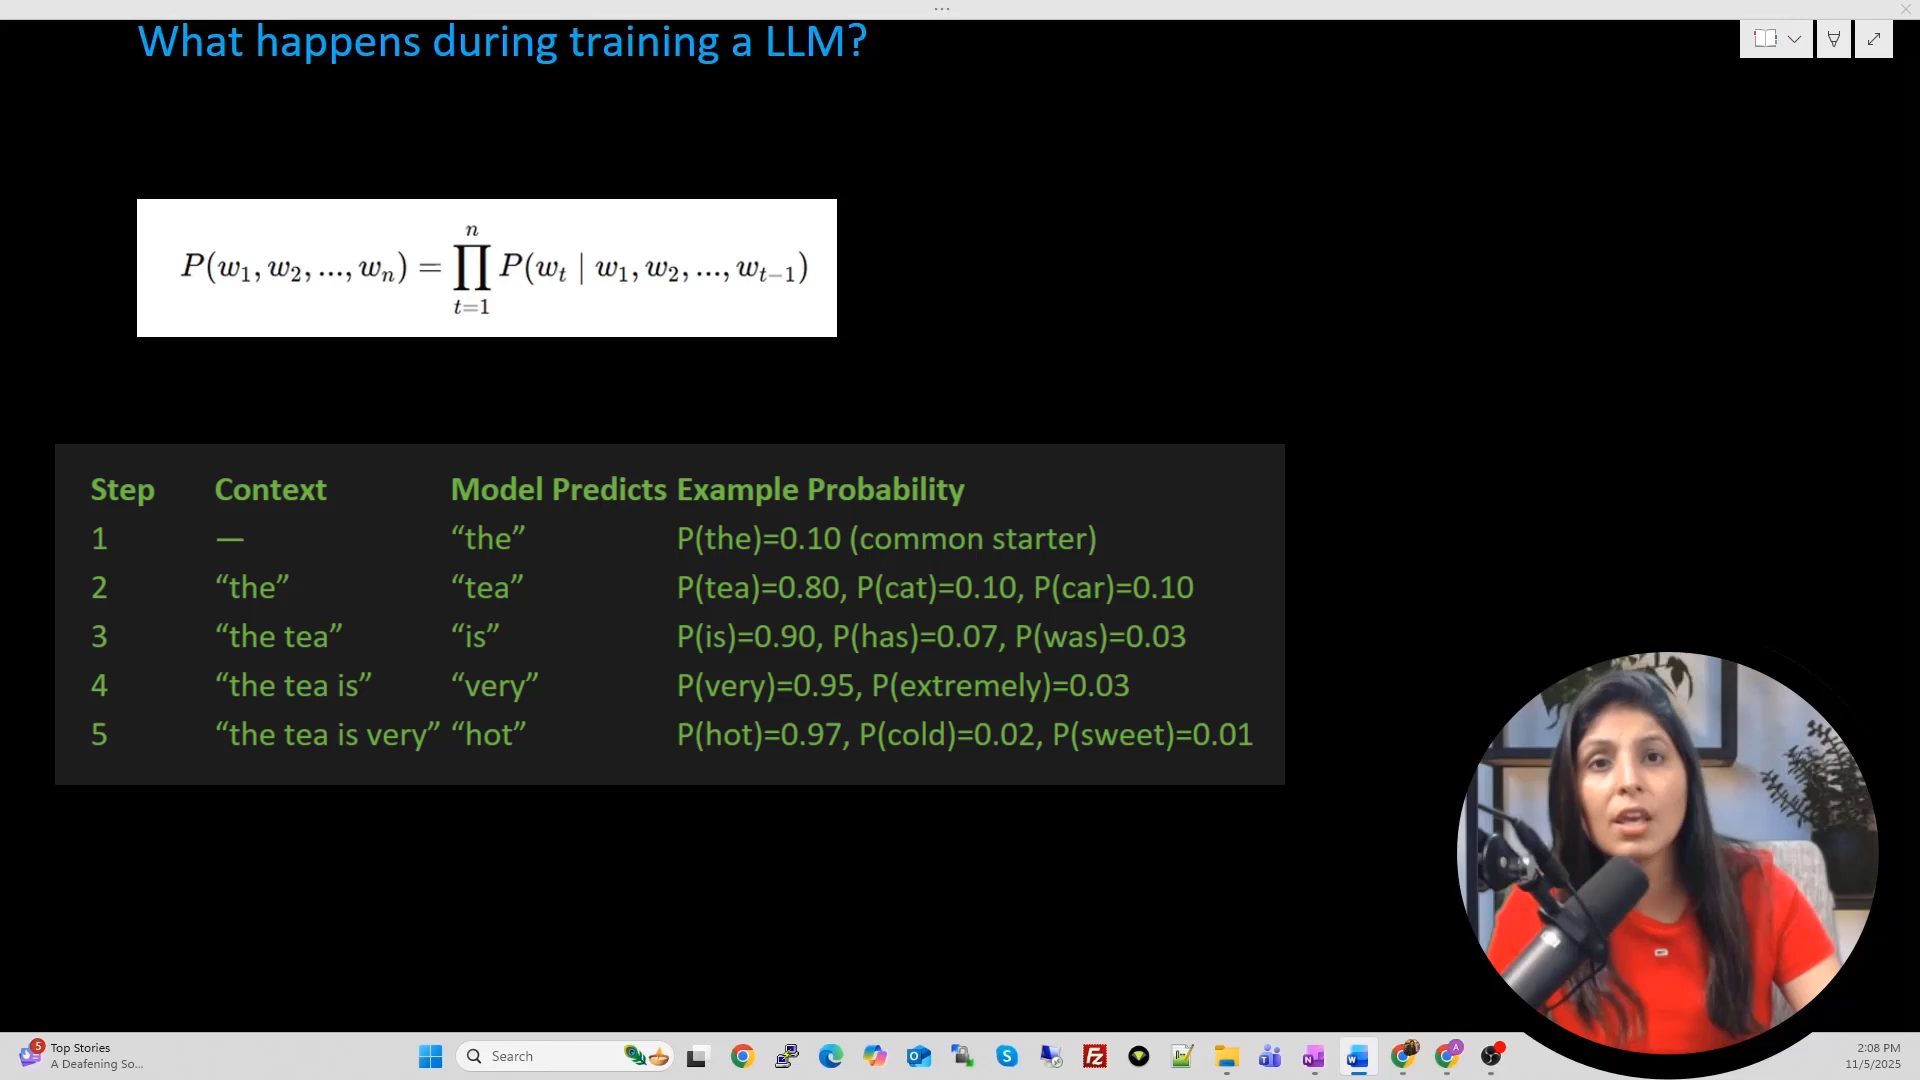 What happens during training a LLM?
P(w₁, w₂, ..., wₙ) = ∏ₜ₌₁ⁿ P(wₜ | w₁, w₂, ..., wₜ₋₁)
Step Context Model Predicts Example Probability
1 — “the” P(the)=0.10 (common starter)
2 “the” “tea” P(tea)=0.80, P(cat)=0.10, P(car)=0.10
3 “the tea” “is” P(is)=0.90, P(has)=0.07, P(was)=0.03
4 “the tea is” “very” P(very)=0.95, P(extremely)=0.03
5 “the tea is very” “hot” P(hot)=0.97, P(cold)=0.02, P(sweet)=0.01
5
Top Stories
A Deafening So...
Search
2:08 PM
11/5/2025